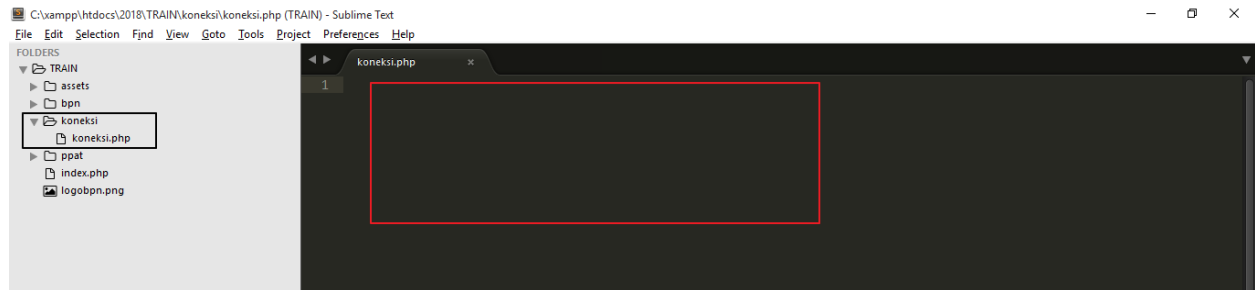 C:\xampp\htdocs\2018\TRAIN\koneksi\koneksi.php (TRAIN) - Sublime Text
File Edit Selection Find View Goto Tools Project Preferences Help
FOLDERS
TRAIN
assets
bpn
koneksi
koneksi.php
ppat
index.php
logobpn.png
koneksi.php
1